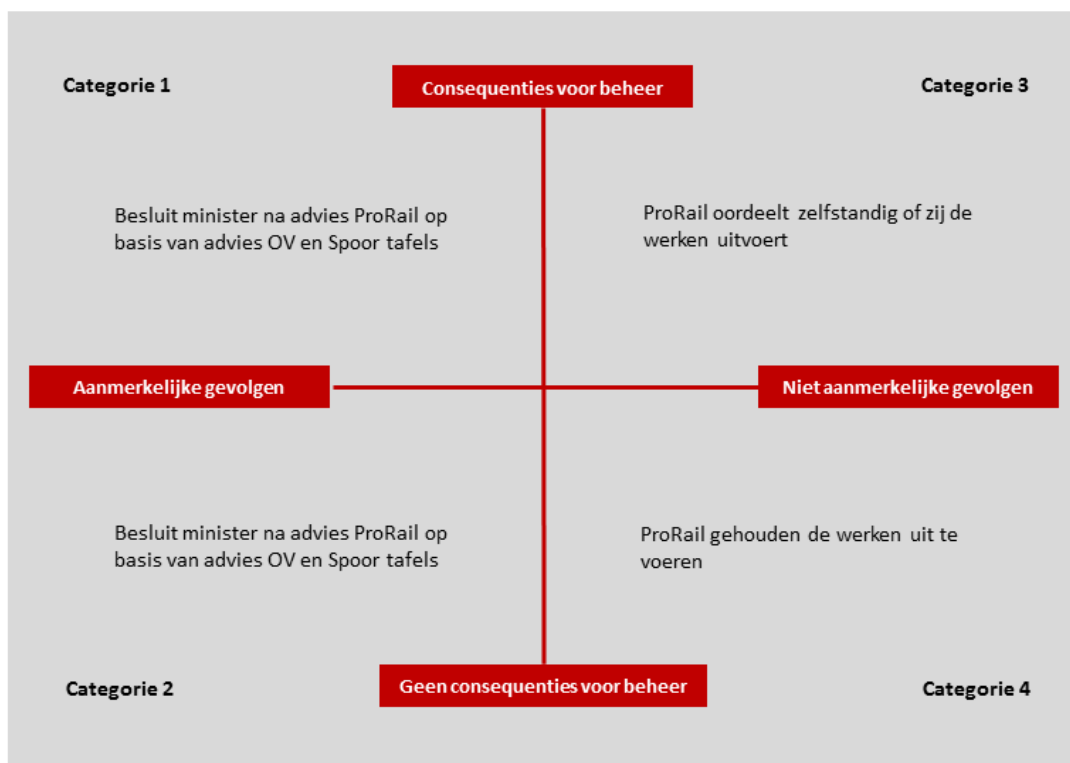 Categorie 1
Consequenties voor beheer
Categorie 3
Besluit minister na advies ProRail op
basis van advies OV en Spoor tafels
ProRail oordeelt zelfstandig of zij de
werken uitvoert
Aanmerkelijke gevolgen
Niet aanmerkelijke gevolgen
Besluit minister na advies ProRail op
basis van advies OV en Spoor tafels
ProRail gehouden de werken uit te
voeren
Categorie 2
Geen consequenties voor beheer
Categorie 4